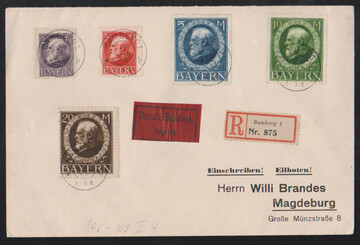 BAYERN
BAYERN
5 M
BAYERN
10 M
BAYERN
20 M
BAYERN
Durch Eilboten
Exprès.
R
Bamberg 1
Nr. 875
Einschreiben! Eilboten!
Herrn Willi Brandes
Magdeburg
Große Münzstraße 8